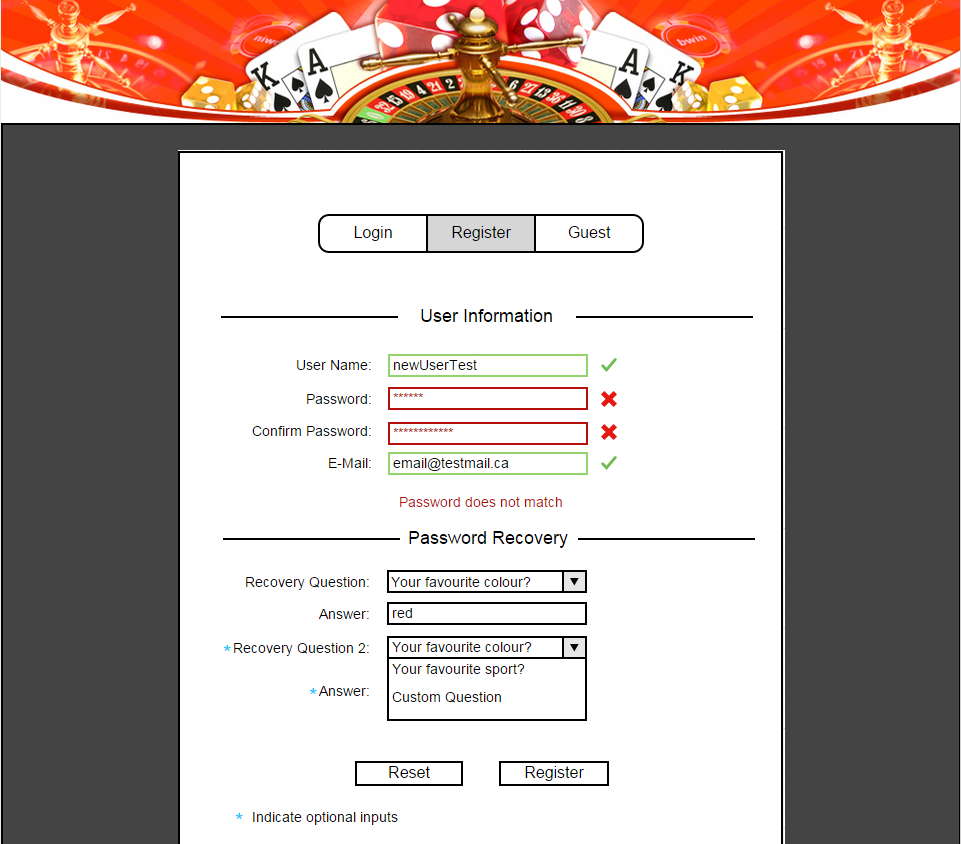 K A A K
bwin
Login Register Guest
User Information
User Name: newUserTest
Password: ******
Confirm Password: ************
E-Mail: email@testmail.ca
Password does not match
Password Recovery
Recovery Question: Your favourite colour? ▼
Answer: red
*Recovery Question 2: Your favourite colour? ▼
Your favourite sport?
*Answer:
Custom Question
Reset Register
* Indicate optional inputs